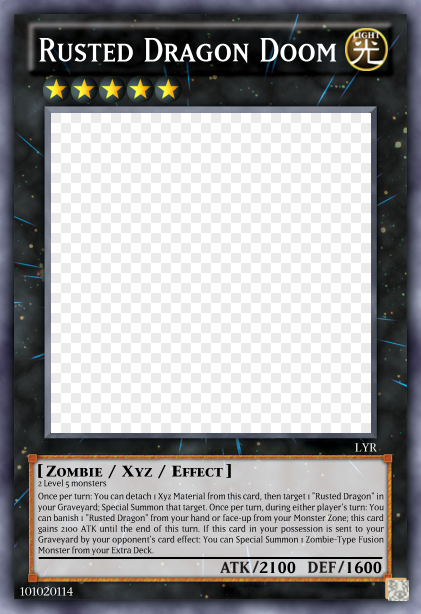 RUSTED DRAGON DOOM
LIGHT
光
LYR
[ ZOMBIE / XYZ / EFFECT ]
2 Level 5 monsters
Once per turn: You can detach 1 Xyz Material from this card, then target 1 "Rusted Dragon" in
your Graveyard; Special Summon that target. Once per turn, during either player's turn: You
can banish 1 "Rusted Dragon" from your hand or face-up from your Monster Zone; this card
gains 2100 ATK until the end of this turn. If this card in your possession is sent to your
Graveyard by your opponent's card effect: You can Special Summon 1 Zombie-Type Fusion
Monster from your Extra Deck.
ATK/2100 DEF/1600
101020114